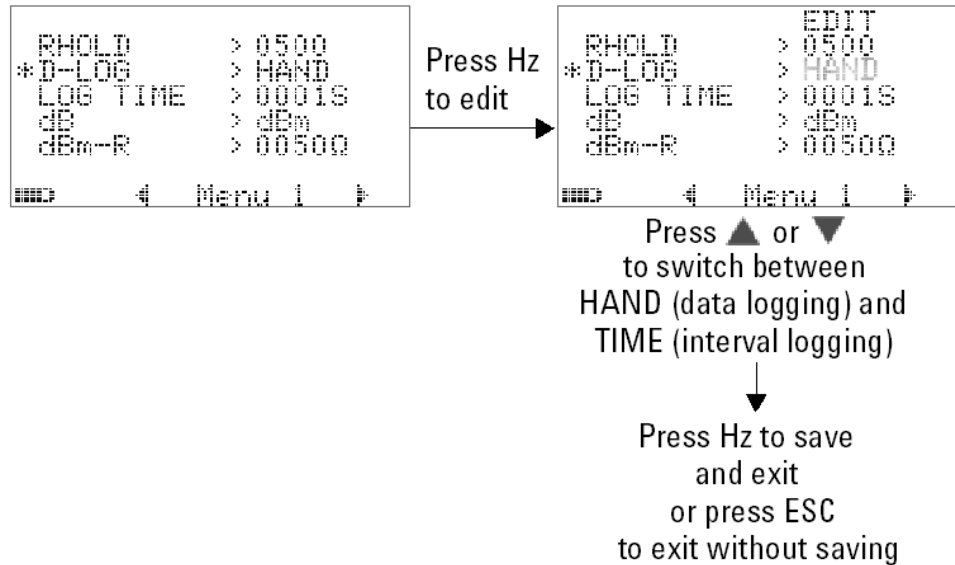 RHOLD > 0500
*D-LOG > HAND
LOG TIME > 0001S
dB > dBm
dBm-R > 0050Ω
Menu 1
Press Hz
to edit
EDIT
RHOLD > 0500
*D-LOG > HAND
LOG TIME > 0001S
dB > dBm
dBm-R > 0050Ω
Menu 1
Press ▲ or ▼
to switch between
HAND (data logging) and
TIME (interval logging)
Press Hz to save
and exit
or press ESC
to exit without saving